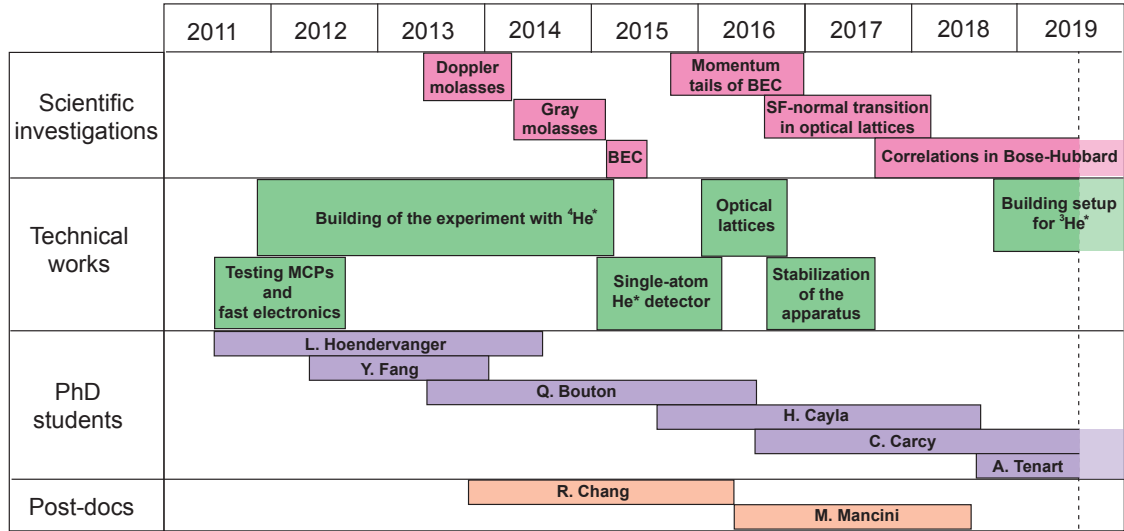 2011 2012 2013 2014 2015 2016 2017 2018 2019
Scientific
investigations
Doppler
molasses
Gray
molasses
BEC
Momentum
tails of BEC
SF-normal transition
in optical lattices
Correlations in Bose-Hubbard
Technical
works
Building of the experiment with ⁴He*
Optical
lattices
Building setup
for ³He*
Testing MCPs
and
fast electronics
Single-atom
He* detector
Stabilization
of the
apparatus
PhD
students
L. Hoendervanger
Y. Fang
Q. Bouton
H. Cayla
C. Carcy
A. Tenart
Post-docs
R. Chang
M. Mancini